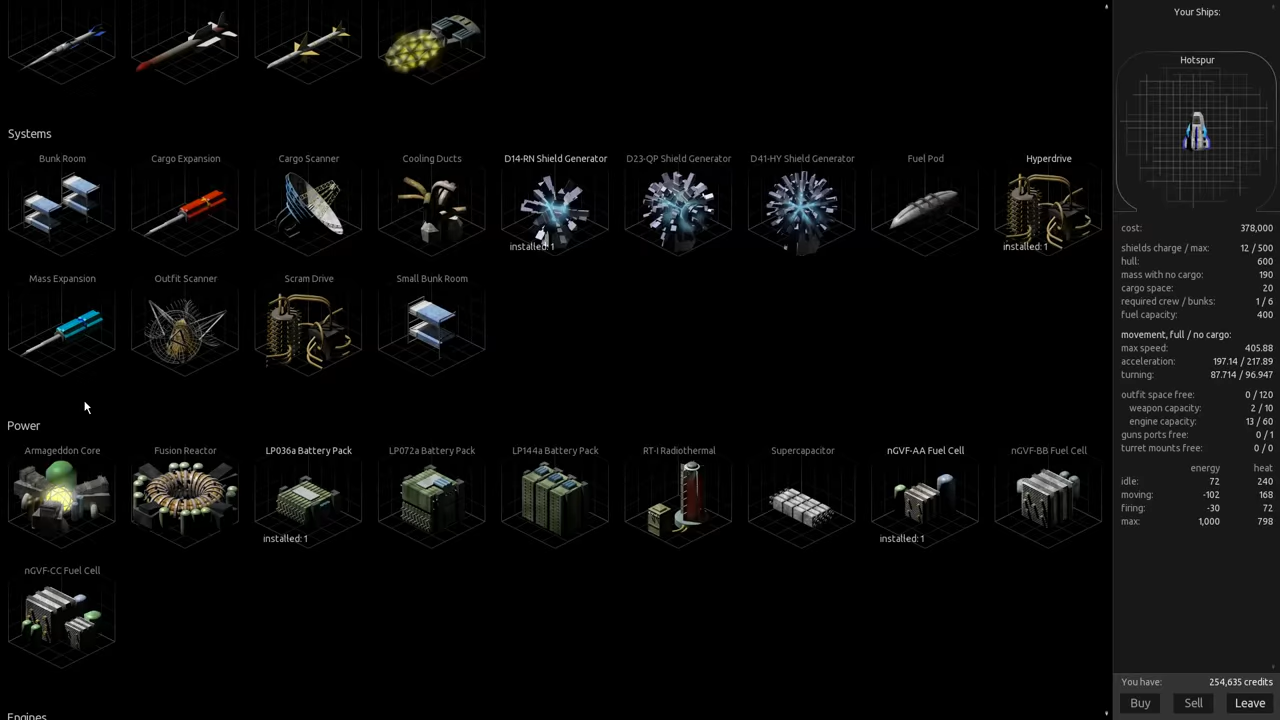 Your Ships:
Hotspur
Systems
Bunk Room
Cargo Expansion
Cargo Scanner
Cooling Ducts
D14-RN Shield Generator
D23-QP Shield Generator
D41-HY Shield Generator
Fuel Pod
Hyperdrive
installed: 1
installed: 1
Mass Expansion
Outfit Scanner
Scram Drive
Small Bunk Room
Power
Armageddon Core
Fusion Reactor
LP036a Battery Pack
LP072a Battery Pack
LP144a Battery Pack
RT-I Radiothermal
Supercapacitor
nGVF-AA Fuel Cell
nGVF-BB Fuel Cell
installed: 1
installed: 1
nGVF-CC Fuel Cell
Engines
cost: 378,000
shields charge / max: 12 / 500
hull: 600
mass with no cargo: 190
cargo space: 20
required crew / bunks: 1 / 6
fuel capacity: 400
movement, full / no cargo:
max speed: 405.88
acceleration: 197.14 / 217.89
turning: 87.714 / 96.947
outfit space free: 0 / 120
weapon capacity: 2 / 10
engine capacity: 13 / 60
guns ports free: 0 / 1
turret mounts free: 0 / 0
energy heat
idle: 72 240
moving: -102 168
firing: -30 72
max: 1,000 798
You have: 254,635 credits
Buy Sell Leave